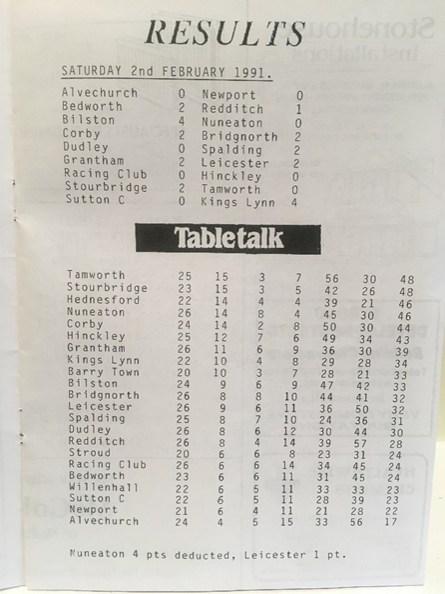 RESULTS
SATURDAY 2nd FEBRUARY 1991.
Alvechurch 0 Newport 0
Bedworth 2 Redditch 1
Bilston 4 Nuneaton 0
Corby 2 Bridgnorth 2
Dudley 0 Spalding 2
Grantham 2 Leicester 2
Racing Club 0 Hinckley 0
Stourbridge 2 Tamworth 0
Sutton C 0 Kings Lynn 4
Tabletalk
Tamworth 25 15 3 7 56 30 48
Stourbridge 23 15 3 5 42 26 48
Hednesford 22 14 4 4 39 21 46
Nuneaton 26 14 8 4 45 30 46
Corby 24 14 2 8 50 30 44
Hinckley 25 12 7 6 49 34 43
Grantham 26 11 6 9 36 30 39
Kings Lynn 22 10 4 8 29 28 34
Barry Town 20 10 3 7 28 21 33
Bilston 24 9 6 9 47 42 33
Bridgnorth 26 8 8 10 44 41 32
Leicester 26 9 6 11 36 50 32
Spalding 25 8 7 10 24 36 31
Dudley 26 8 6 12 30 44 30
Redditch 26 8 4 14 39 57 28
Stroud 20 6 6 8 23 31 24
Racing Club 26 6 6 14 34 45 24
Bedworth 23 6 6 11 31 45 24
Willenhall 22 6 5 11 33 33 23
Sutton C 22 6 5 11 28 39 23
Newport 21 6 4 11 21 28 22
Alvechurch 24 4 5 15 33 56 17
Nuneaton 4 pts deducted, Leicester 1 pt.